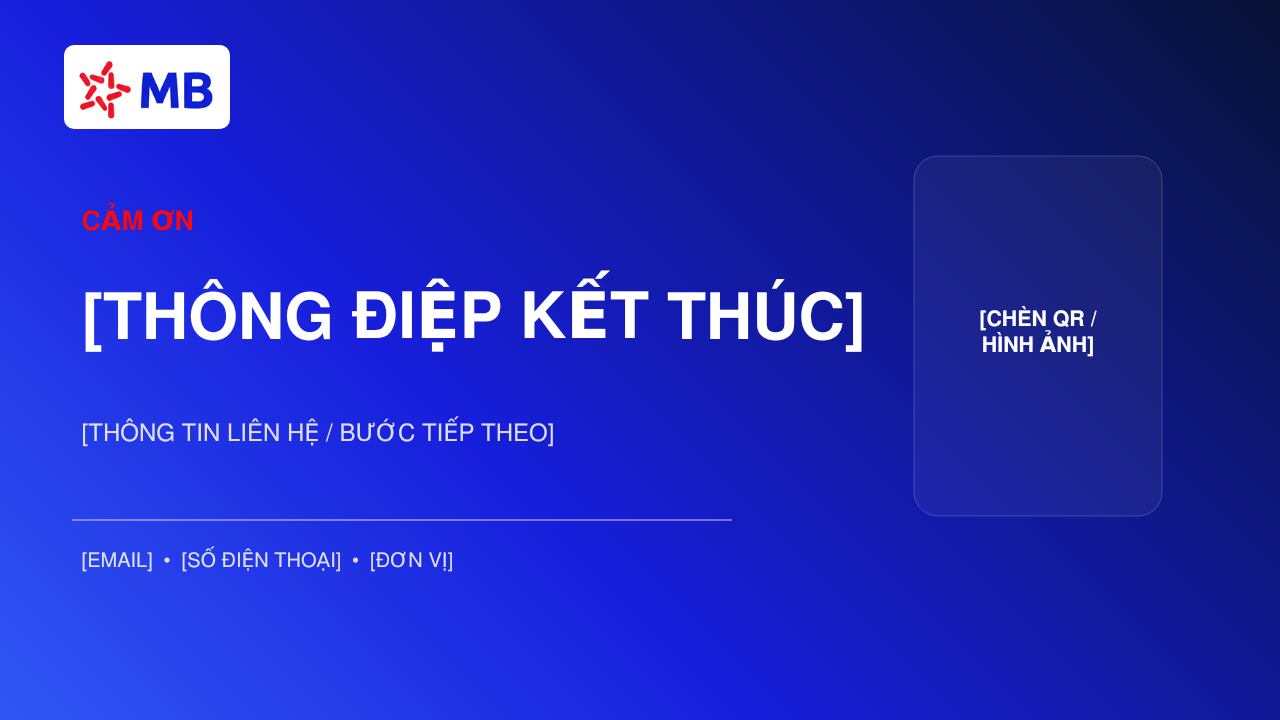 MB
CẢM ƠN
[THÔNG ĐIỆP KẾT THÚC]
[THÔNG TIN LIÊN HỆ / BƯỚC TIẾP THEO]
[EMAIL] • [SỐ ĐIỆN THOẠI] • [ĐƠN VỊ]
[CHÈN QR /
HÌNH ẢNH]